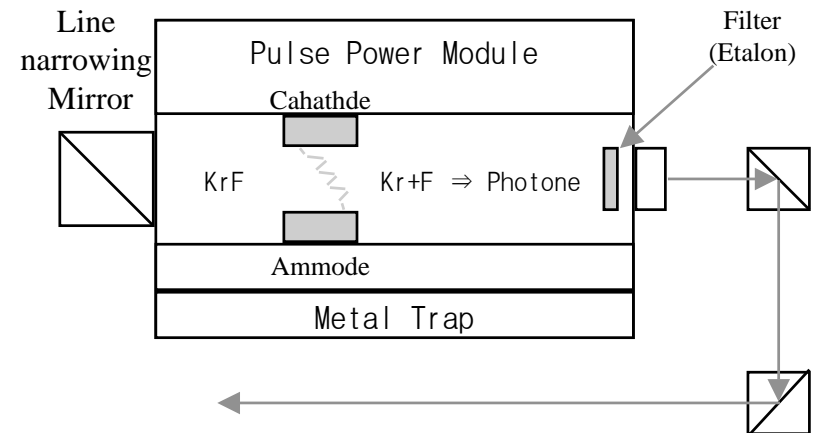 Line
narrowing
Mirror
Pulse Power Module
Filter
(Etalon)
Cahathde
KrF
Kr+F ⇒ Photone
Ammode
Metal Trap